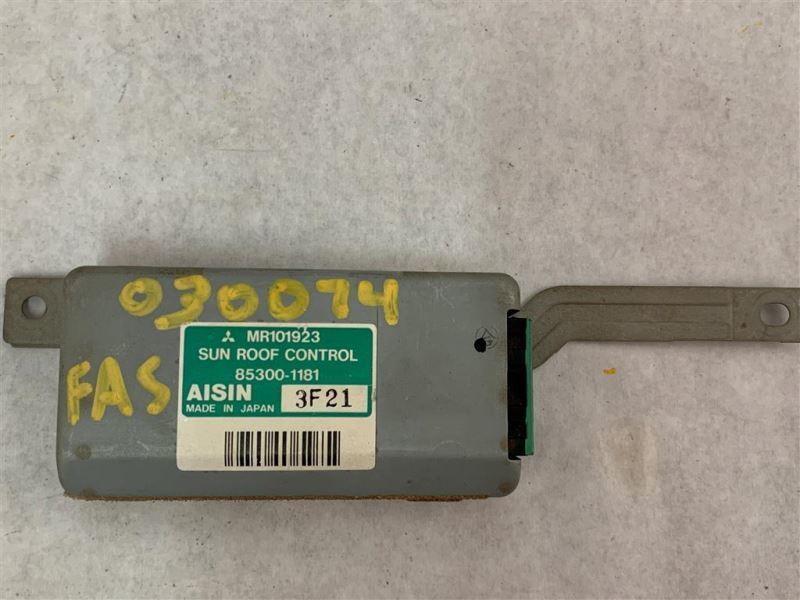 030074
MR101923
SUN ROOF CONTROL
85300-1181
FAS
AISIN 3F21
MADE IN JAPAN